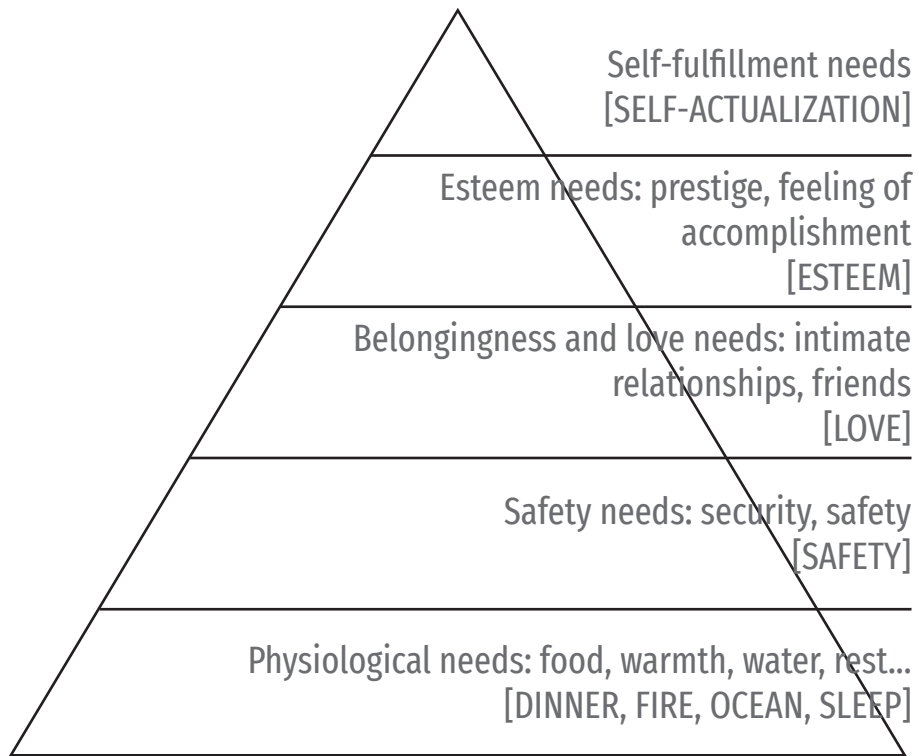 Self-fulfillment needs
[SELF-ACTUALIZATION]
Esteem needs: prestige, feeling of
accomplishment
[ESTEEM]
Belongingness and love needs: intimate
relationships, friends
[LOVE]
Safety needs: security, safety
[SAFETY]
Physiological needs: food, warmth, water, rest...
[DINNER, FIRE, OCEAN, SLEEP]